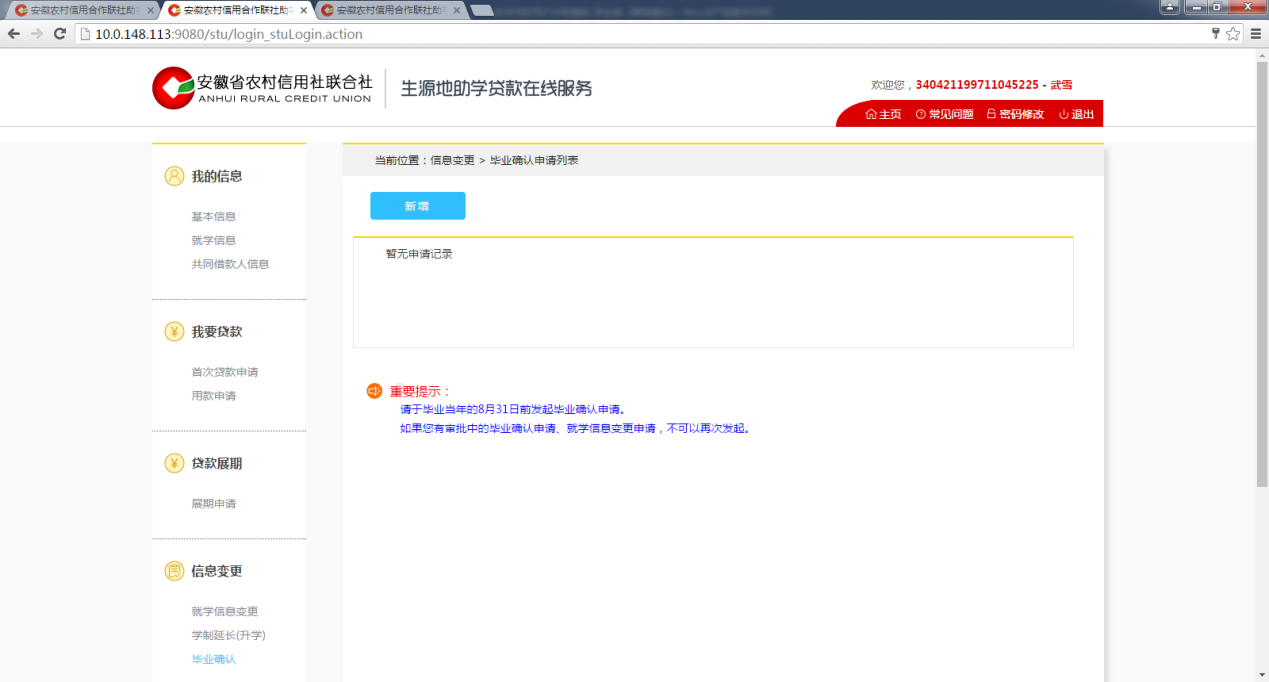 安徽农村信用合作联社助
安徽农村信用合作联社助
安徽农村信用合作联社助
10.0.148.113:9080/stu/login_stuLogin.action
安徽省农村信用社联合社
ANHUI RURAL CREDIT UNION
生源地助学贷款在线服务
欢迎您，340421199711045225 - 武雪
主页 常见问题 密码修改 退出
我的信息
基本信息
就学信息
共同借款人信息
我要贷款
首次贷款申请
用款申请
贷款展期
展期申请
信息变更
就学信息变更
学制延长(升学)
毕业确认
当前位置：信息变更 > 毕业确认申请列表
新增
暂无申请记录
重要提示：
请于毕业当年的8月31日前发起毕业确认申请。
如果您有审批中的毕业确认申请、就学信息变更申请，不可以再次发起。